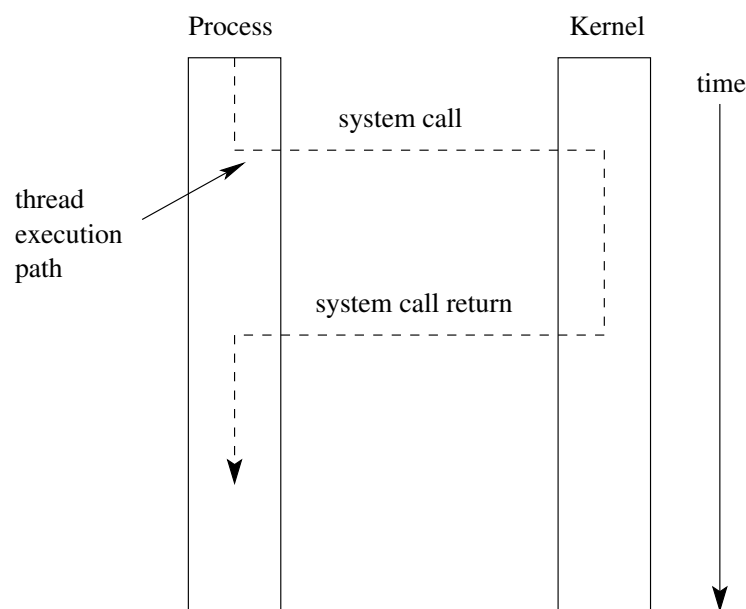 Process
Kernel
time
system call
thread
execution
path
system call return